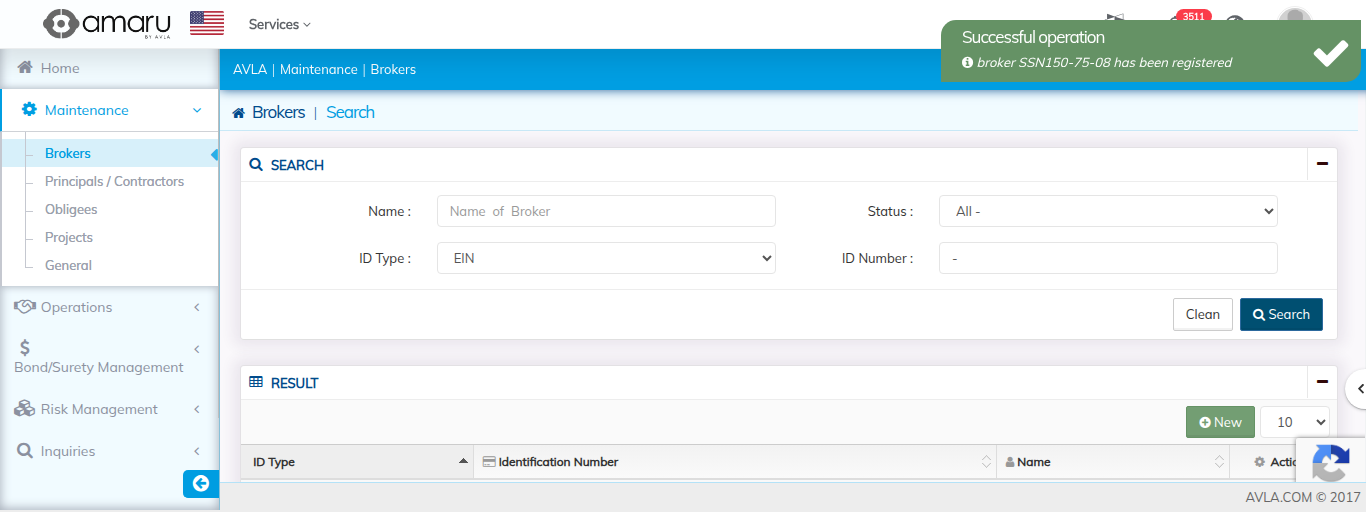 amaru
BY AVLA
Services
3511
Successful operation
broker SSN150-75-08 has been registered
Home
AVLA | Maintenance | Brokers
Maintenance
Brokers | Search
Brokers
Principals / Contractors
Obligees
Projects
General
Operations
Bond/Surety Management
Risk Management
Inquiries
SEARCH
Name :
Name of Broker
Status :
All -
ID Type :
EIN
ID Number :
-
Clean
Search
RESULT
New
10
ID Type
Identification Number
Name
AVLA.COM © 2017